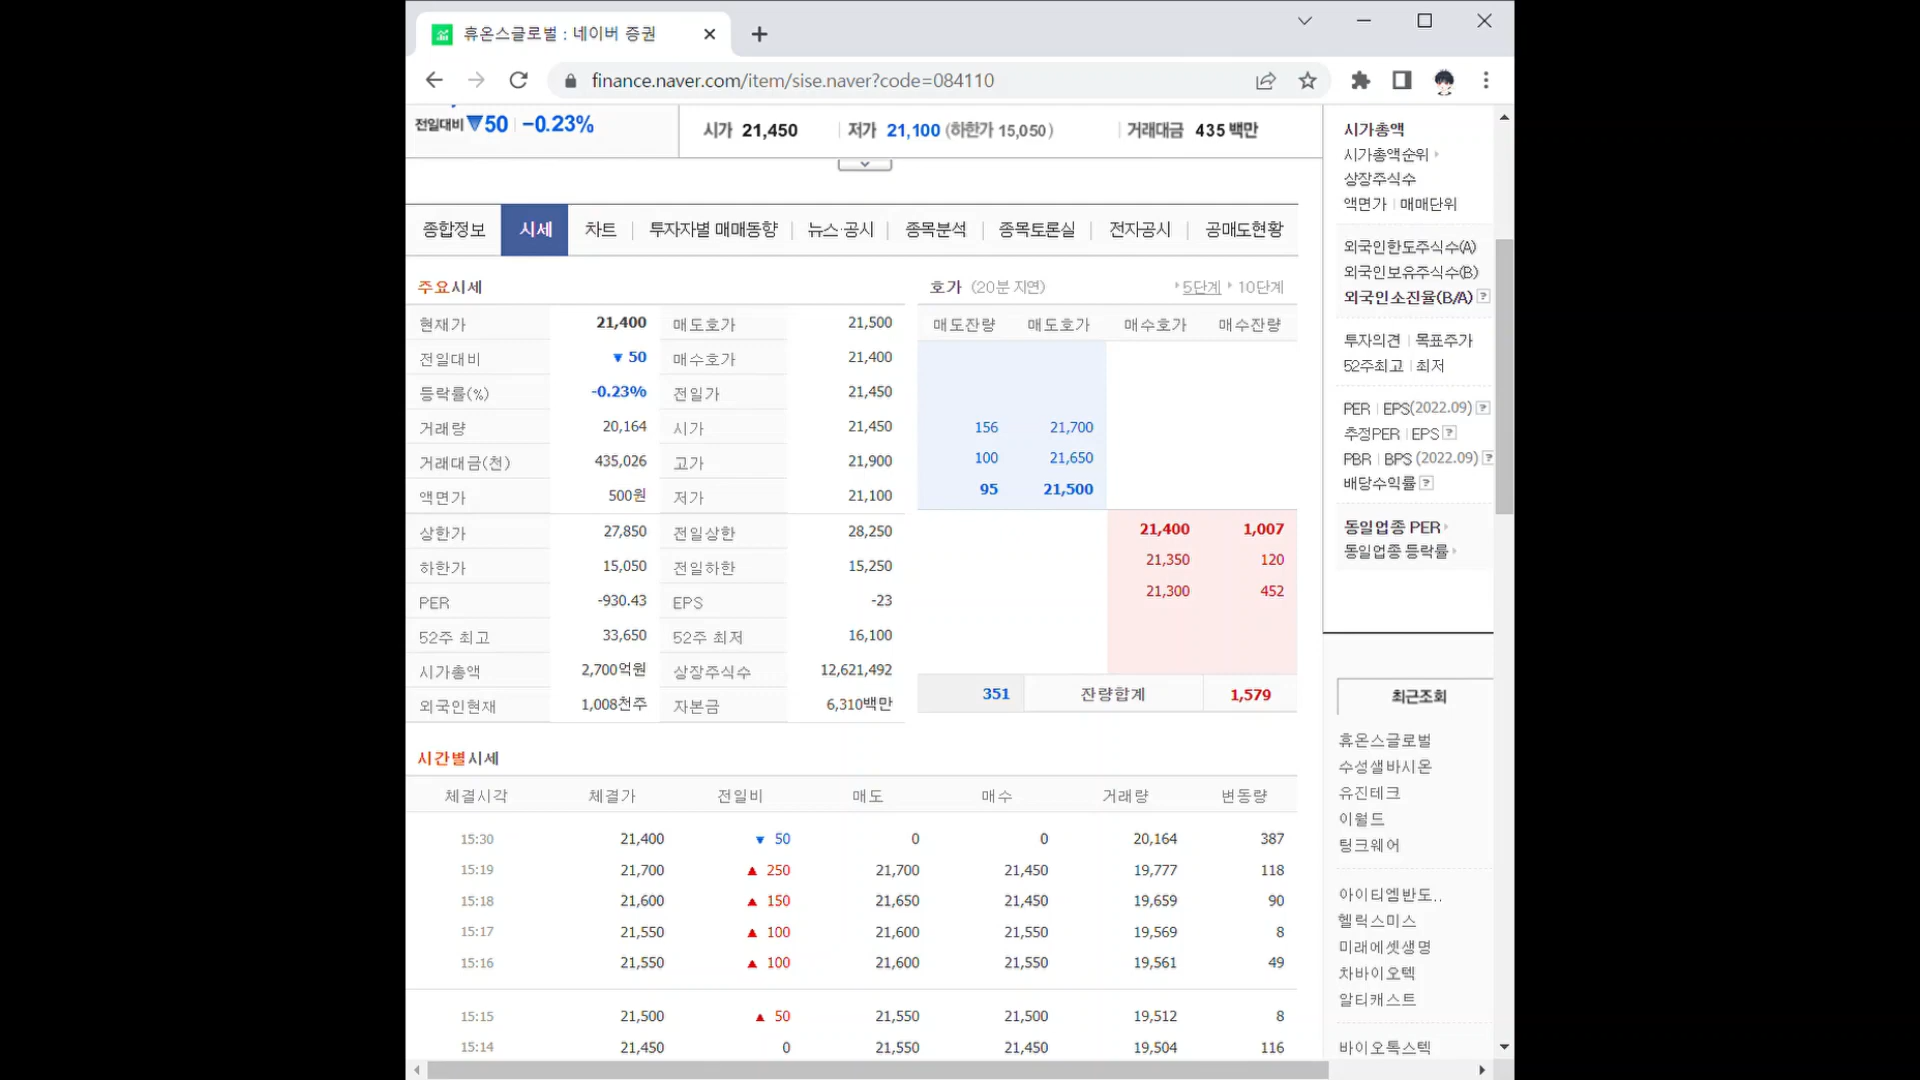 휴온스글로벌 : 네이버 증권
finance.naver.com/item/sise.naver?code=084110
전일대비 ▼50 -0.23%
시가 21,450 저가 21,100 (하한가 15,050) 거래대금 435 백만
종합정보 시세 차트 투자자별 매매동향 뉴스·공시 종목분석 종목토론실 전자공시 공매도현황
주요시세
현재가 21,400 매도호가 21,500
전일대비 ▼ 50 매수호가 21,400
등락률(%) -0.23% 전일가 21,450
거래량 20,164 시가 21,450
거래대금(천) 435,026 고가 21,900
액면가 500원 저가 21,100
상한가 27,850 전일상한 28,250
하한가 15,050 전일하한 15,250
PER -930.43 EPS -23
52주 최고 33,650 52주 최저 16,100
시가총액 2,700억원 상장주식수 12,621,492
외국인현재 1,008천주 자본금 6,310백만
호가 (20분 지연) 5단계 10단계
매도잔량 매도호가 매수호가 매수잔량
156 21,700
100 21,650
95 21,500
21,400 1,007
21,350 120
21,300 452
351 잔량합계 1,579
시간별시세
체결시각 체결가 전일비 매도 매수 거래량 변동량
15:30 21,400 ▼ 50 0 0 20,164 387
15:19 21,700 ▲ 250 21,700 21,450 19,777 118
15:18 21,600 ▲ 150 21,650 21,450 19,659 90
15:17 21,550 ▲ 100 21,600 21,550 19,569 8
15:16 21,550 ▲ 100 21,600 21,550 19,561 49
15:15 21,500 ▲ 50 21,550 21,500 19,512 8
15:14 21,450 0 21,550 21,450 19,504 116
시가총액
시가총액순위
상장주식수
액면가 | 매매단위
외국인한도주식수(A)
외국인보유주식수(B)
외국인소진율(B/A) ?
투자의견 | 목표주가
52주최고 | 최저
PER | EPS(2022.09) ?
추정PER | EPS ?
PBR | BPS (2022.09) ?
배당수익률 ?
동일업종 PER
동일업종 등락률
최근조회
휴온스글로벌
수성샐바시온
유진테크
이월드
팅크웨어
아이티엠반도..
헬릭스미스
미래에셋생명
차바이오텍
알티캐스트
바이오톡스텍